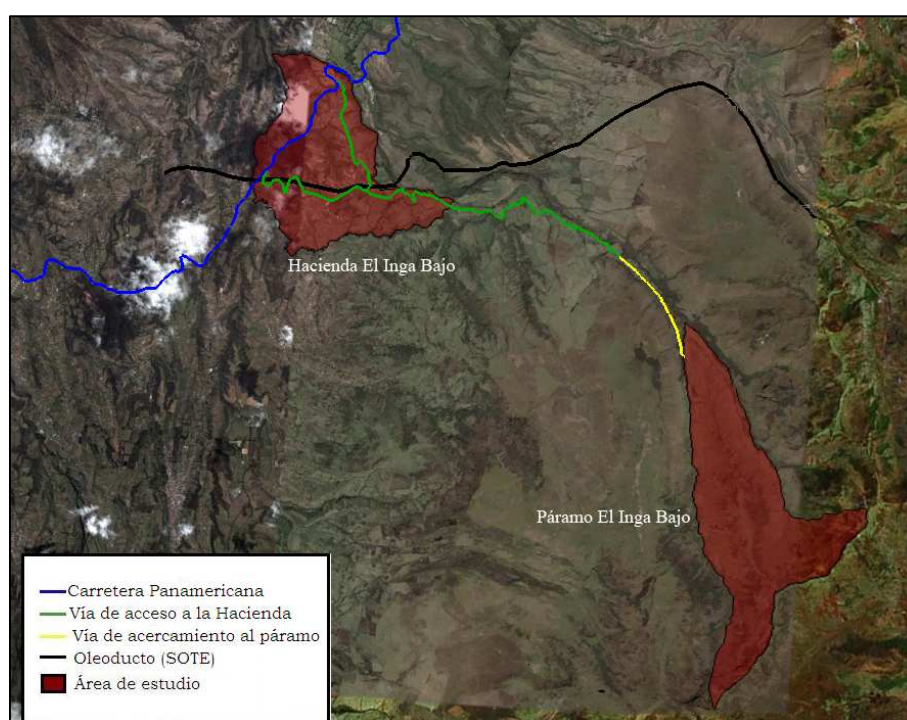 Hacienda El Inga Bajo
Páramo El Inga Bajo
Carretera Panamericana
Vía de acceso a la Hacienda
Vía de acercamiento al páramo
Oleoducto (SOTE)
Área de estudio